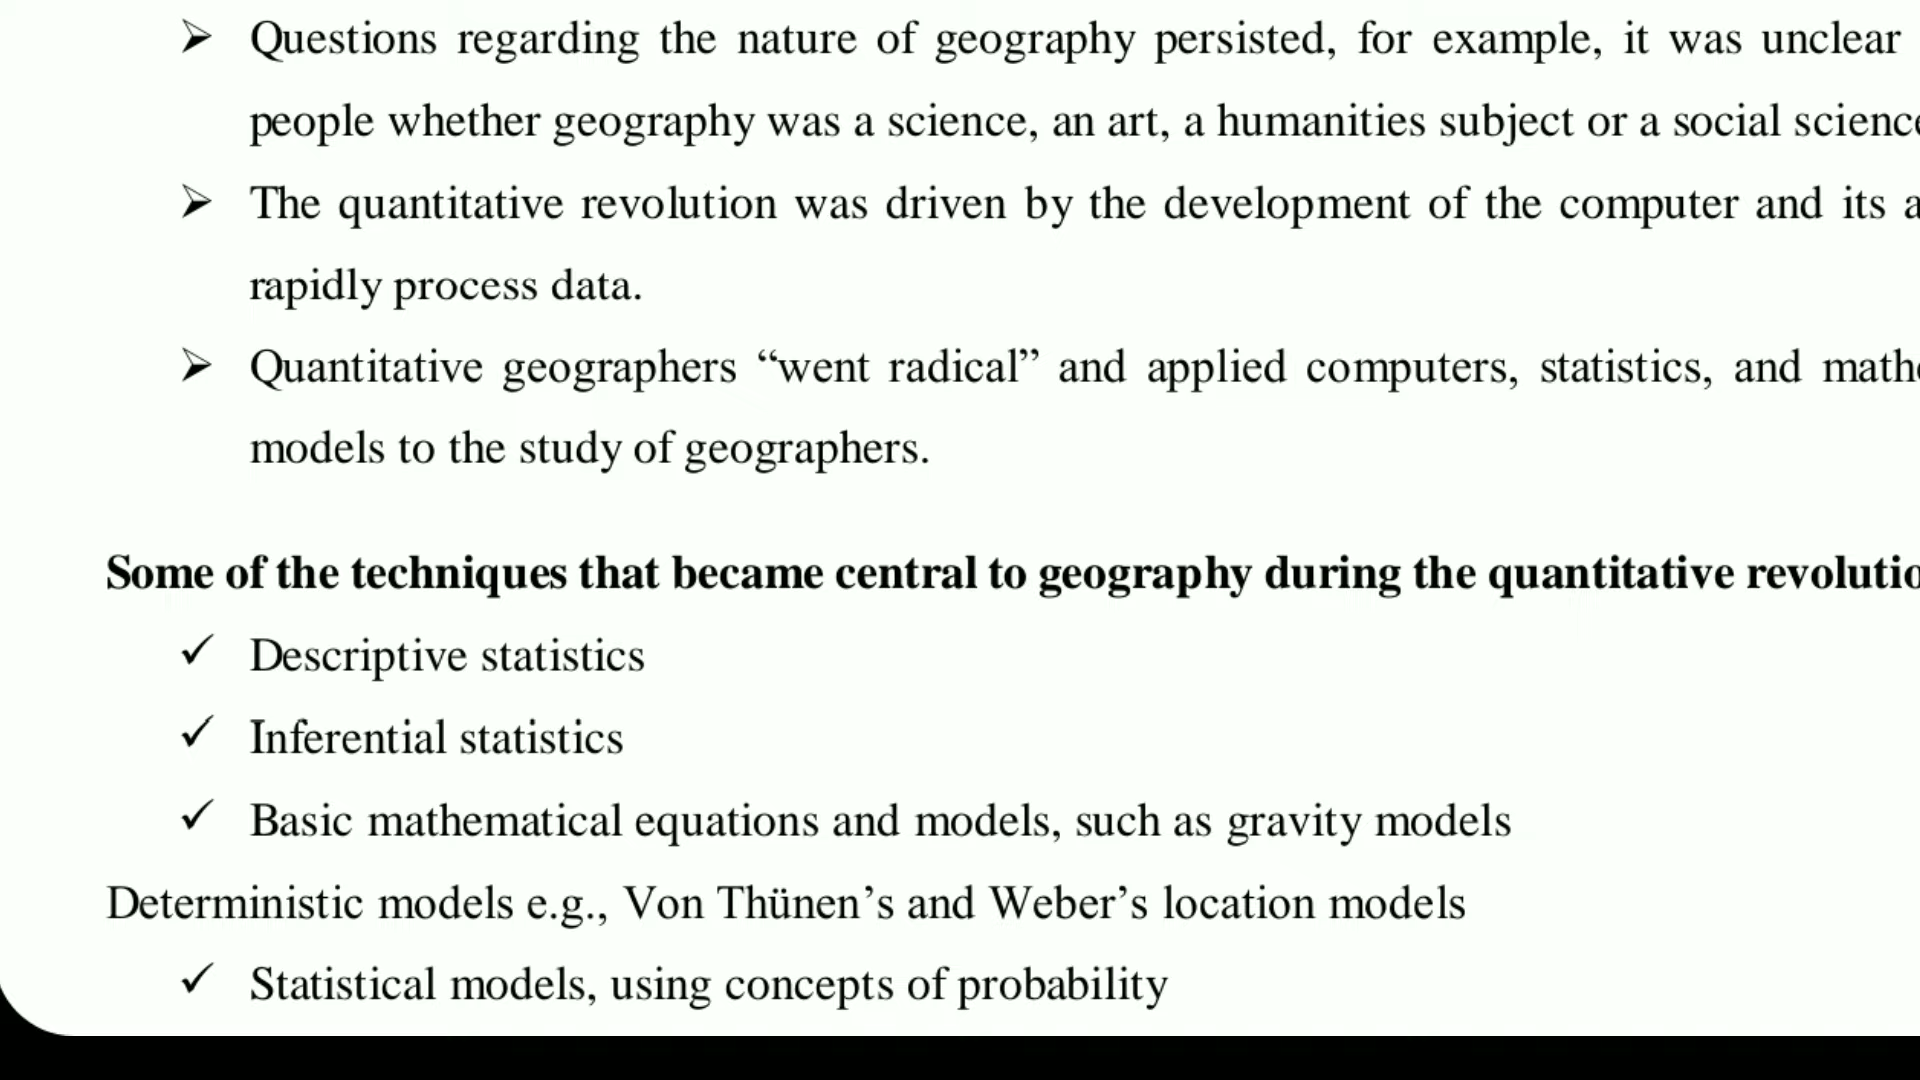 ➢ Questions regarding the nature of geography persisted, for example, it was unclear
people whether geography was a science, an art, a humanities subject or a social
➢ The quantitative revolution was driven by the development of the computer and its
rapidly process data.
➢ Quantitative geographers “went radical” and applied computers, statistics, and
models to the study of geographers.
Some of the techniques that became central to geography during the quantitative
✓ Descriptive statistics
✓ Inferential statistics
✓ Basic mathematical equations and models, such as gravity models
Deterministic models e.g., Von Thünen’s and Weber’s location models
✓ Statistical models, using concepts of probability